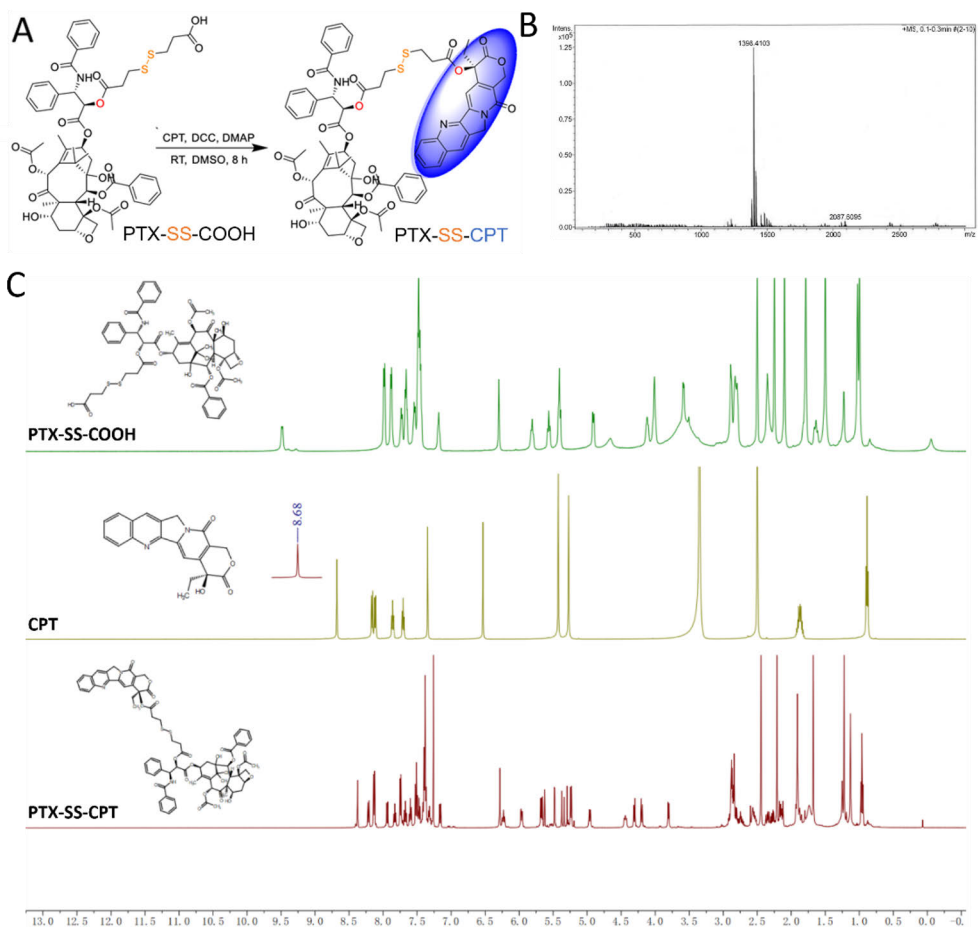 A
CPT, DCC, DMAP
RT, DMSO, 8 h
PTX-SS-COOH
PTX-SS-CPT
B
Intens.
x10⁵
+MS, 0.1-0.3min #(2-10)
1398.4103
1.25
1.00
0.75
0.50
0.25
0.00
2087.5095
500
1000
1500
2000
2500
m/z
C
PTX-SS-COOH
8.68
CPT
PTX-SS-CPT
13.0 12.5 12.0 11.5 11.0 10.5 10.0 9.5 9.0 8.5 8.0 7.5 7.0 6.5 6.0 5.5 5.0 4.5 4.0 3.5 3.0 2.5 2.0 1.5 1.0 0.5 0.0 -0.